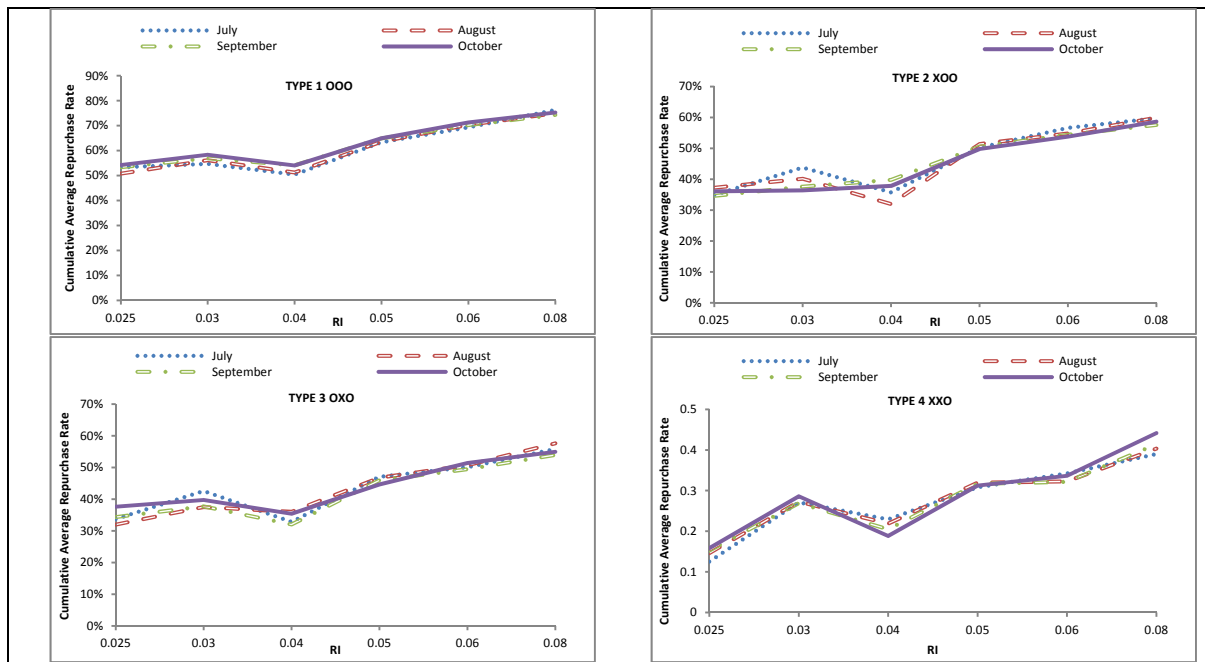 July August
September October
TYPE 1 OOO
Cumulative Average Repurchase Rate
90%
80%
70%
60%
50%
40%
30%
20%
10%
0%
0.025 0.03 0.04 0.05 0.06 0.08
RI
July August
September October
TYPE 2 XOO
Cumulative Average Repurchase Rate
70%
60%
50%
40%
30%
20%
10%
0%
0.025 0.03 0.04 0.05 0.06 0.08
RI
July August
September October
TYPE 3 OXO
Cumulative Average Repurchase Rate
70%
60%
50%
40%
30%
20%
10%
0%
0.025 0.03 0.04 0.05 0.06 0.08
RI
July August
September October
TYPE 4 XXO
Cumulative Average Repurchase Rate
0.5
0.4
0.3
0.2
0.1
0
0.025 0.03 0.04 0.05 0.06 0.08
RI